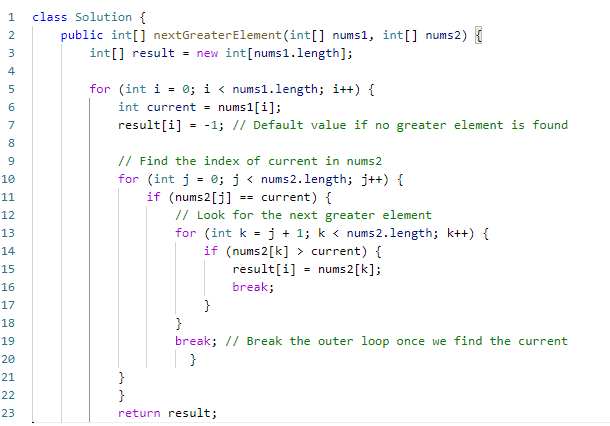 1 class Solution {
2     public int[] nextGreaterElement(int[] nums1, int[] nums2) {
3         int[] result = new int[nums1.length];
4
5         for (int i = 0; i < nums1.length; i++) {
6             int current = nums1[i];
7             result[i] = -1; // Default value if no greater element is found
8
9             // Find the index of current in nums2
10             for (int j = 0; j < nums2.length; j++) {
11                 if (nums2[j] == current) {
12                     // Look for the next greater element
13                     for (int k = j + 1; k < nums2.length; k++) {
14                         if (nums2[k] > current) {
15                             result[i] = nums2[k];
16                             break;
17                         }
18                     }
19                     break; // Break the outer loop once we find the current
20                       }
21             }
22             }
23             return result;